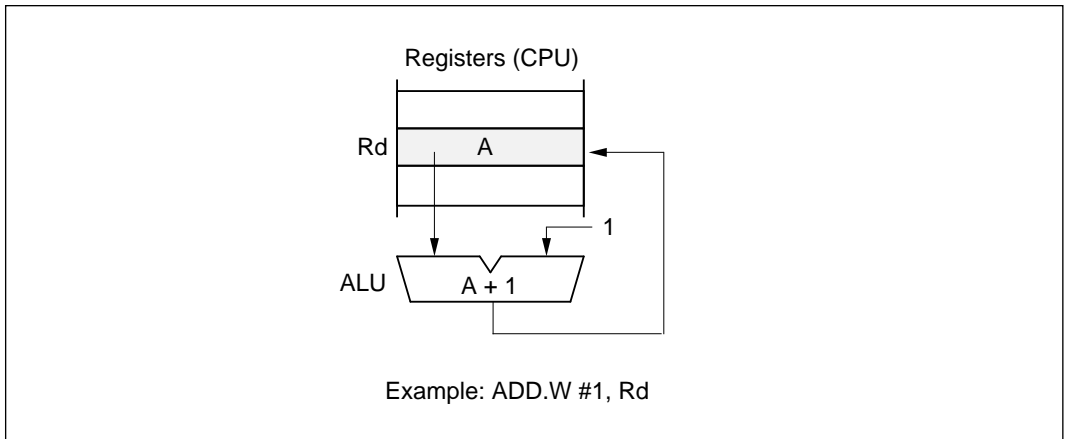 Registers (CPU)
Rd
A
1
ALU
A + 1
Example: ADD.W #1, Rd